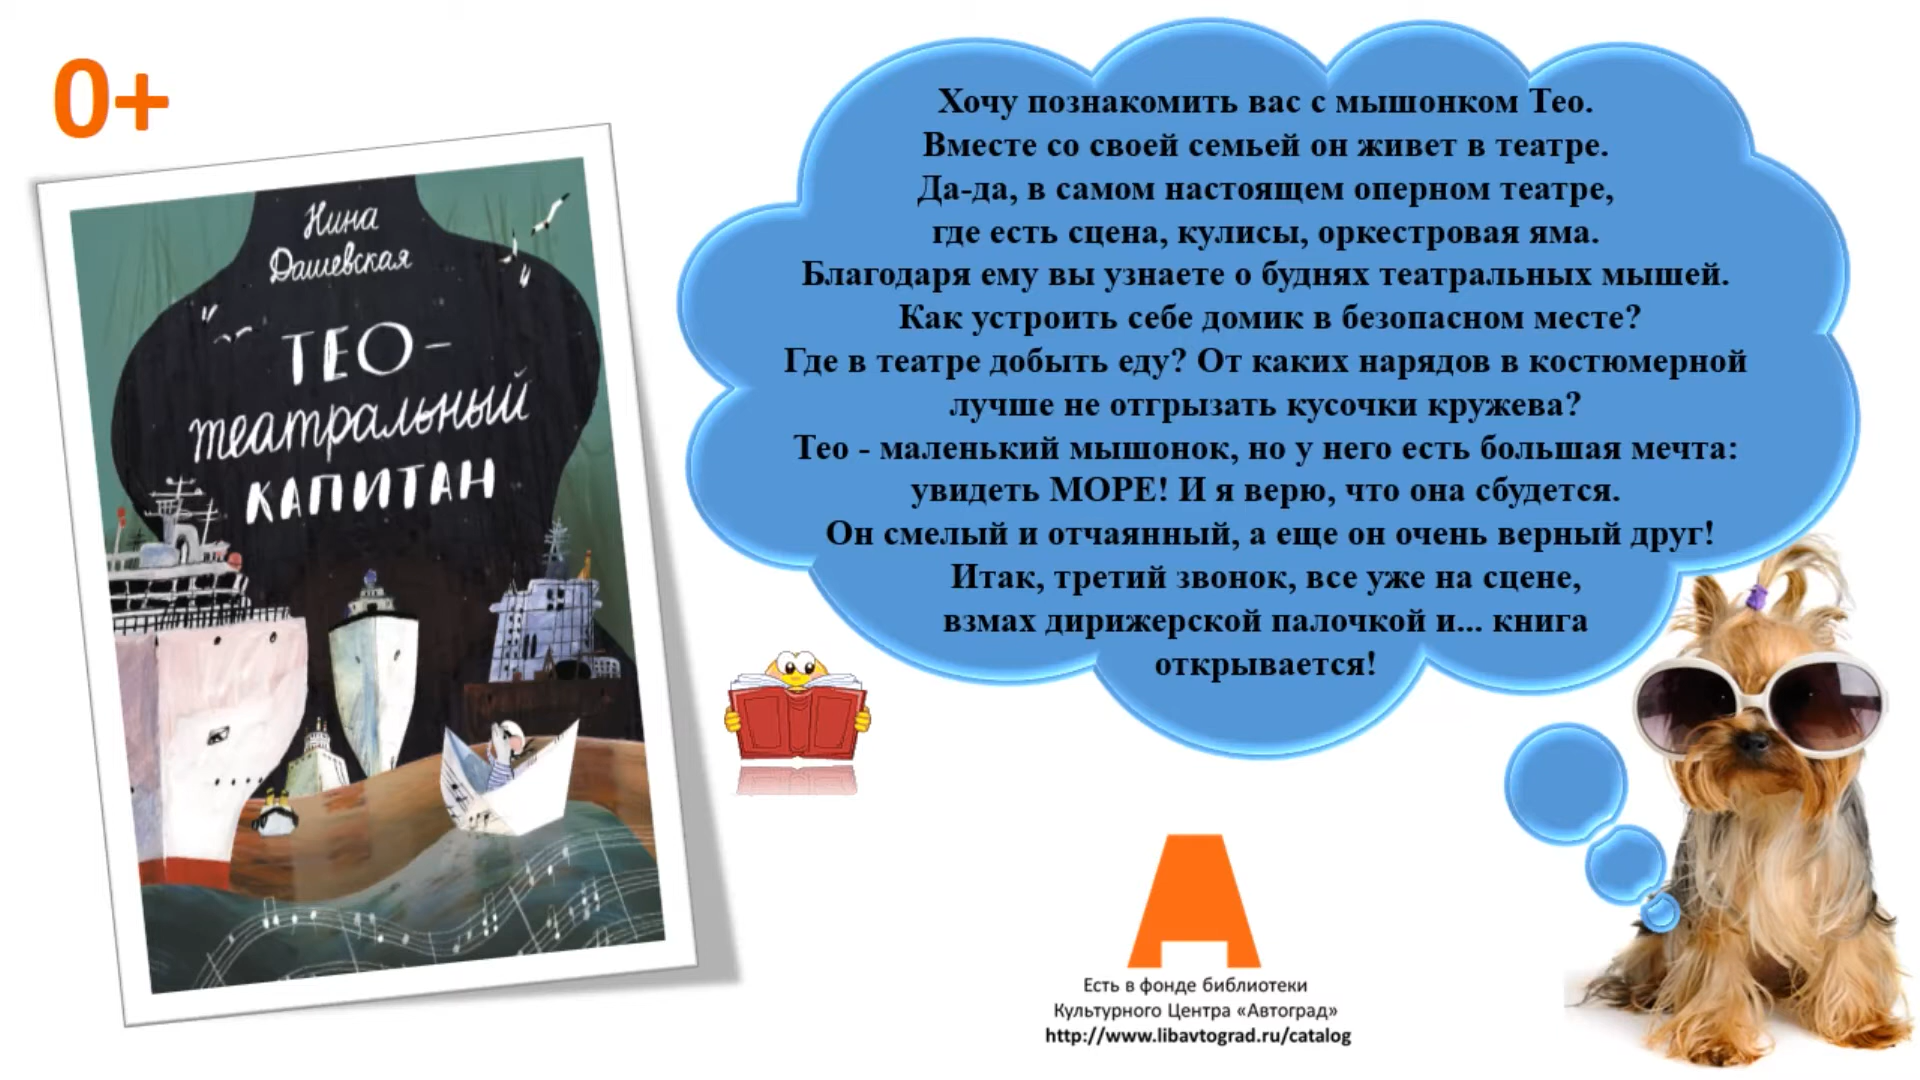 0+
Нина
Дашевская
ТЕО-
театральный
КАПИТАН
Хочу познакомить вас с мышонком Тео.
Вместе со своей семьей он живет в театре.
Да-да, в самом настоящем оперном театре,
где есть сцена, кулисы, оркестровая яма.
Благодаря ему вы узнаете о буднях театральных мышей.
Как устроить себе домик в безопасном месте?
Где в театре добыть еду? От каких нарядов в костюмерной
лучше не отгрызать кусочки кружева?
Тео - маленький мышонок, но у него есть большая мечта:
увидеть МОРЕ! И я верю, что она сбудется.
Он смелый и отчаянный, а еще он очень верный друг!
Итак, третий звонок, все уже на сцене,
взмах дирижерской палочкой и... книга
открывается!
А
Есть в фонде библиотеки
Культурного Центра «Автоград»
http://www.libavtograd.ru/catalog